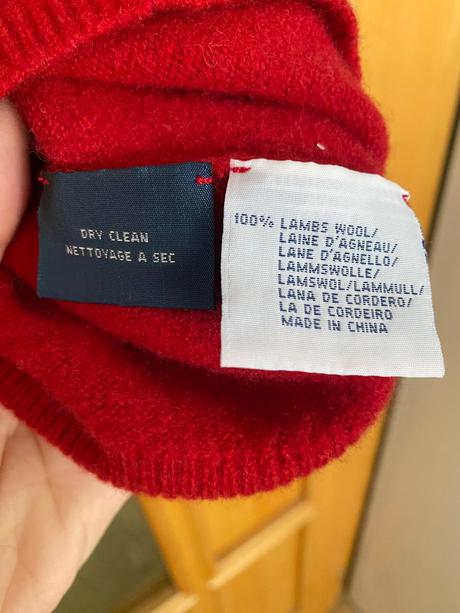 DRY CLEAN
NETTOYAGE A SEC
100% LAMBS WOOL/
LAINE D'AGNEAU/
LANE D'AGNELLO/
LAMMSWOLLE/
LAMSWOL/LAMMULL/
LANA DE CORDERO/
LA DE CORDEIRO
MADE IN CHINA